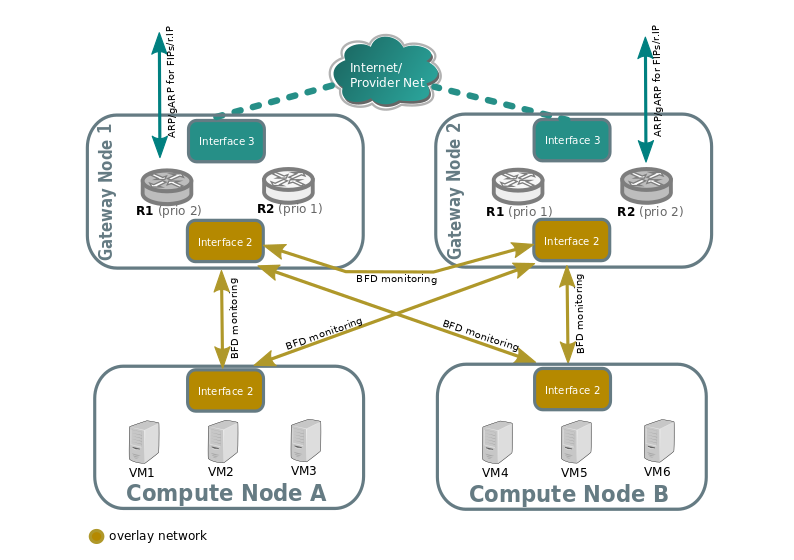 Internet/
Provider Net
ARP/gARP for FIPs/r.IP
ARP/gARP for FIPs/r.IP
Gateway Node 1
Interface 3
R1 (prio 2)
R2 (prio 1)
Interface 2
Gateway Node 2
Interface 3
R1 (prio 1)
R2 (prio 2)
Interface 2
BFD monitoring
BFD monitoring
BFD monitoring
BFD monitoring
BFD monitoring
Interface 2
VM1
VM2
VM3
Compute Node A
Interface 2
VM4
VM5
VM6
Compute Node B
overlay network